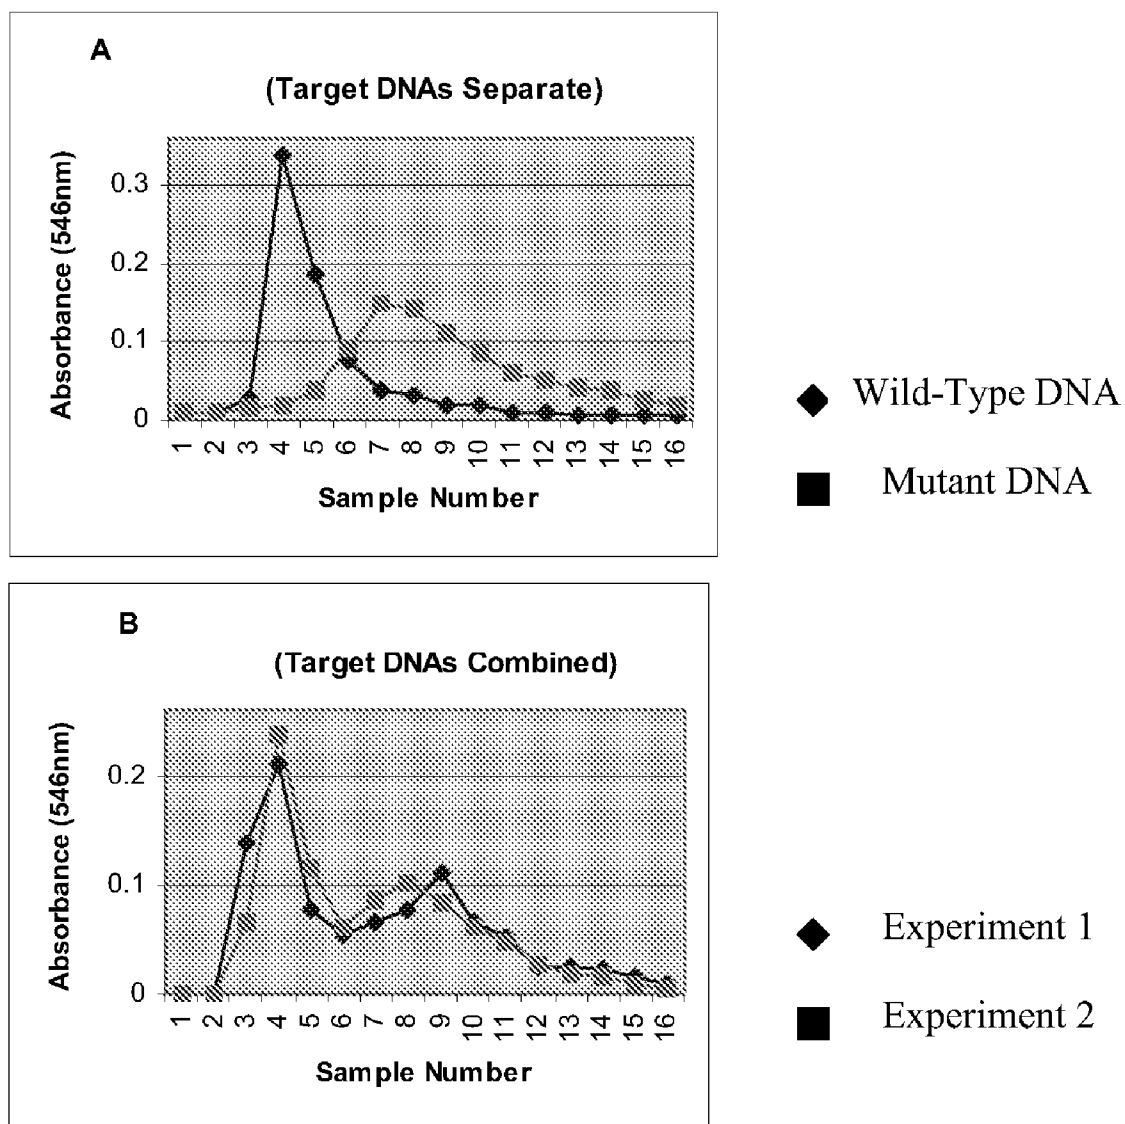 A
(Target DNAs Separate)
Absorbance (546nm)
0.3
0.2
0.1
0
1 2 3 4 5 6 7 8 9 10 11 12 13 14 15 16
Sample Number
Wild-Type DNA
Mutant DNA
B
(Target DNAs Combined)
Absorbance (546nm)
0.2
0.1
0
1 2 3 4 5 6 7 8 9 10 11 12 13 14 15 16
Sample Number
Experiment 1
Experiment 2